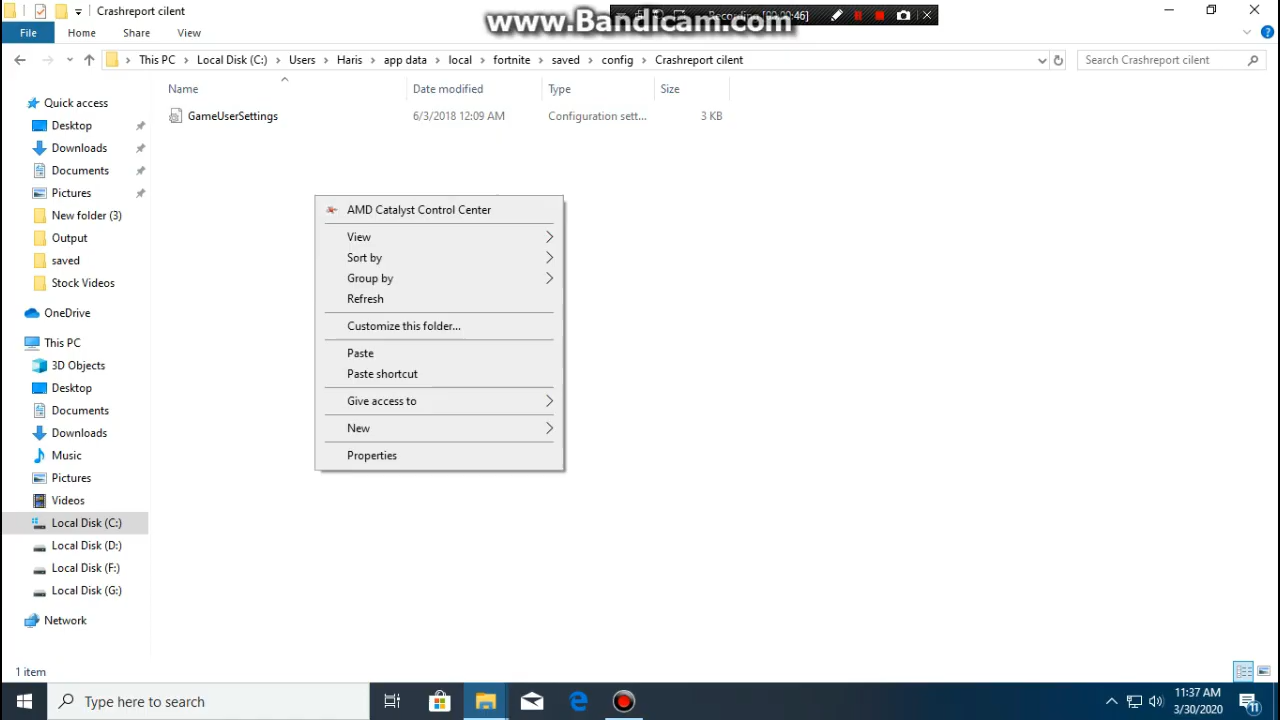 Crashreport cilent
www.Bandicam.com
:46]
File
Home
Share
View
This PC
Local Disk (C:)
Users
Haris
app data
local
fortnite
saved
config
Crashreport cilent
Search Crashreport cilent
Name
Date modified
Type
Size
GameUserSettings
6/3/2018 12:09 AM
Configuration sett...
3 KB
Quick access
Desktop
Downloads
Documents
Pictures
New folder (3)
Output
saved
Stock Videos
OneDrive
This PC
3D Objects
Desktop
Documents
Downloads
Music
Pictures
Videos
Local Disk (C:)
Local Disk (D:)
Local Disk (F:)
Local Disk (G:)
Network
AMD Catalyst Control Center
View
Sort by
Group by
Refresh
Customize this folder...
Paste
Paste shortcut
Give access to
New
Properties
1 item
Type here to search
11:37 AM
3/30/2020
11